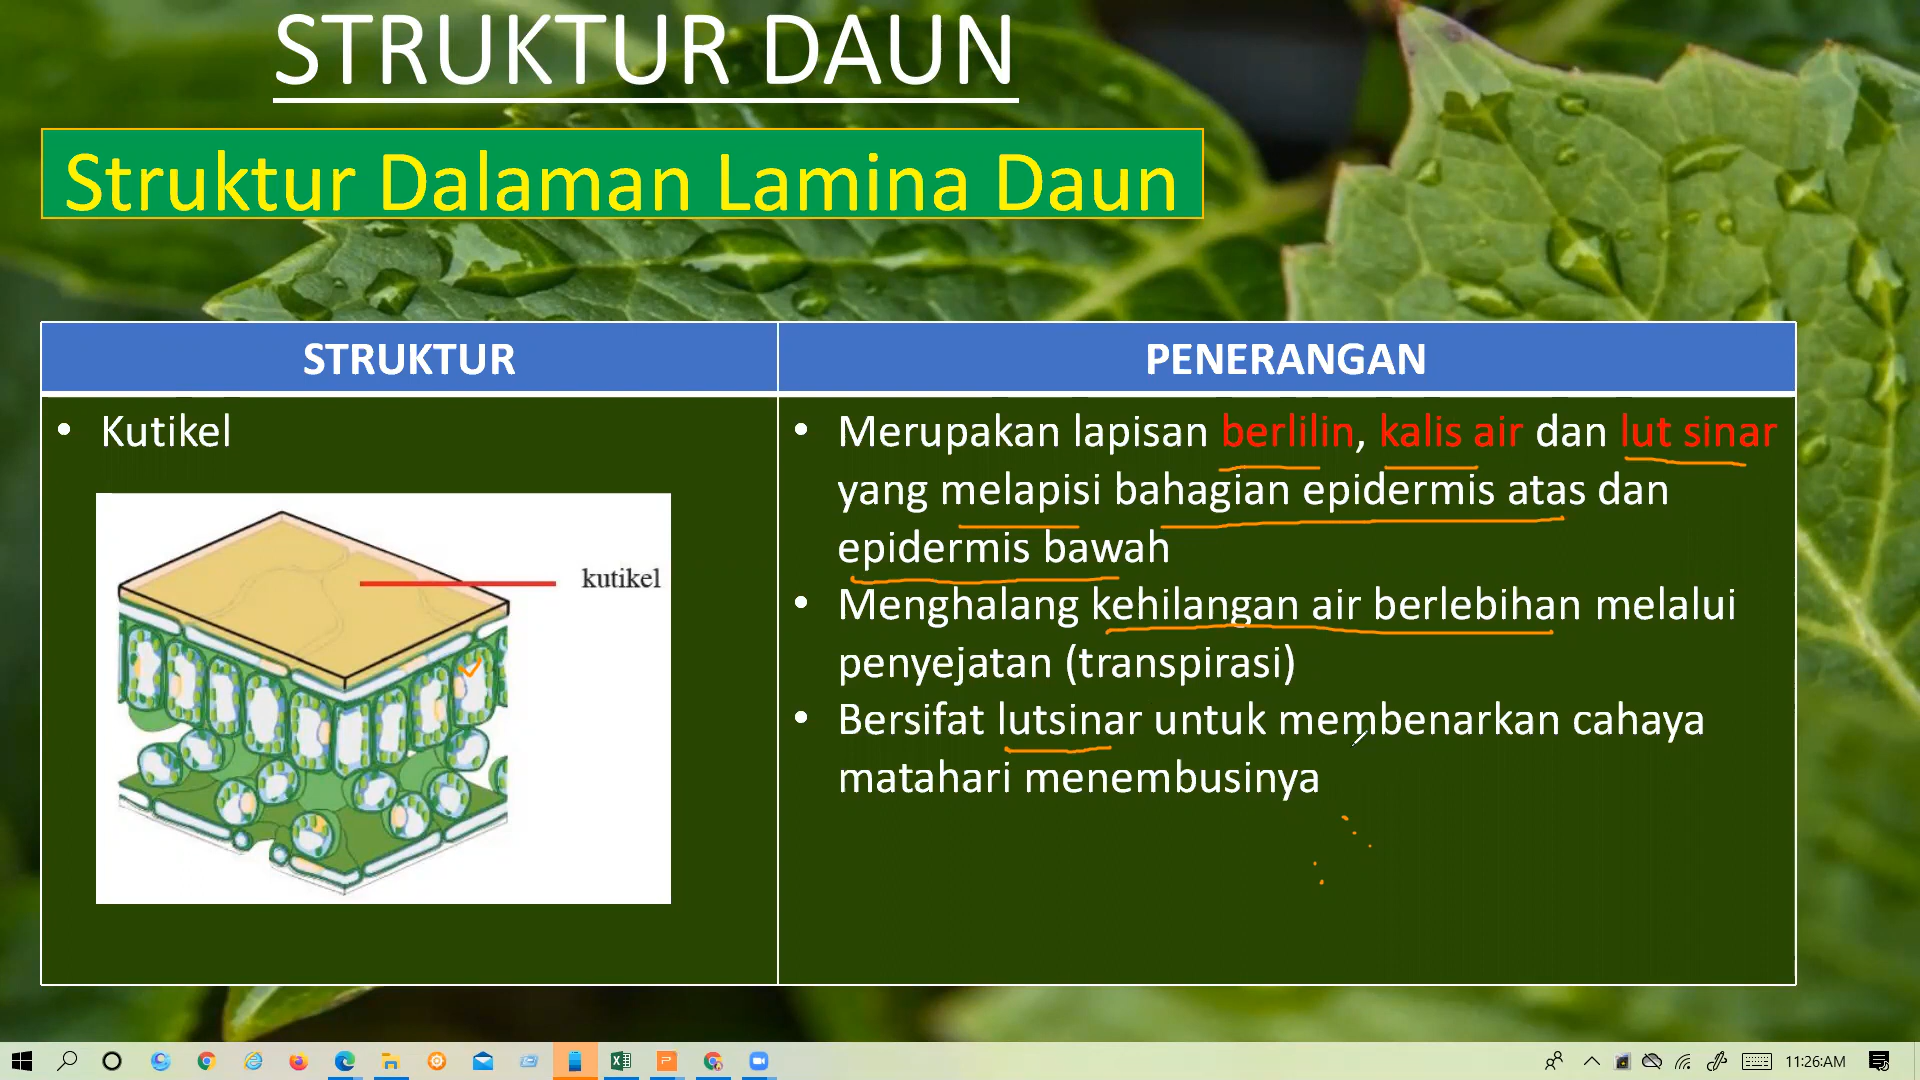 STRUKTUR DAUN
Struktur Dalaman Lamina Daun
STRUKTUR
PENERANGAN
• Kutikel
kutikel
• Merupakan lapisan berlilin, kalis air dan lut sinar
yang melapisi bahagian epidermis atas dan
epidermis bawah
• Menghalang kehilangan air berlebihan melalui
penyejatan (transpirasi)
• Bersifat lutsinar untuk membenarkan cahaya
matahari menembusinya
11:26AM